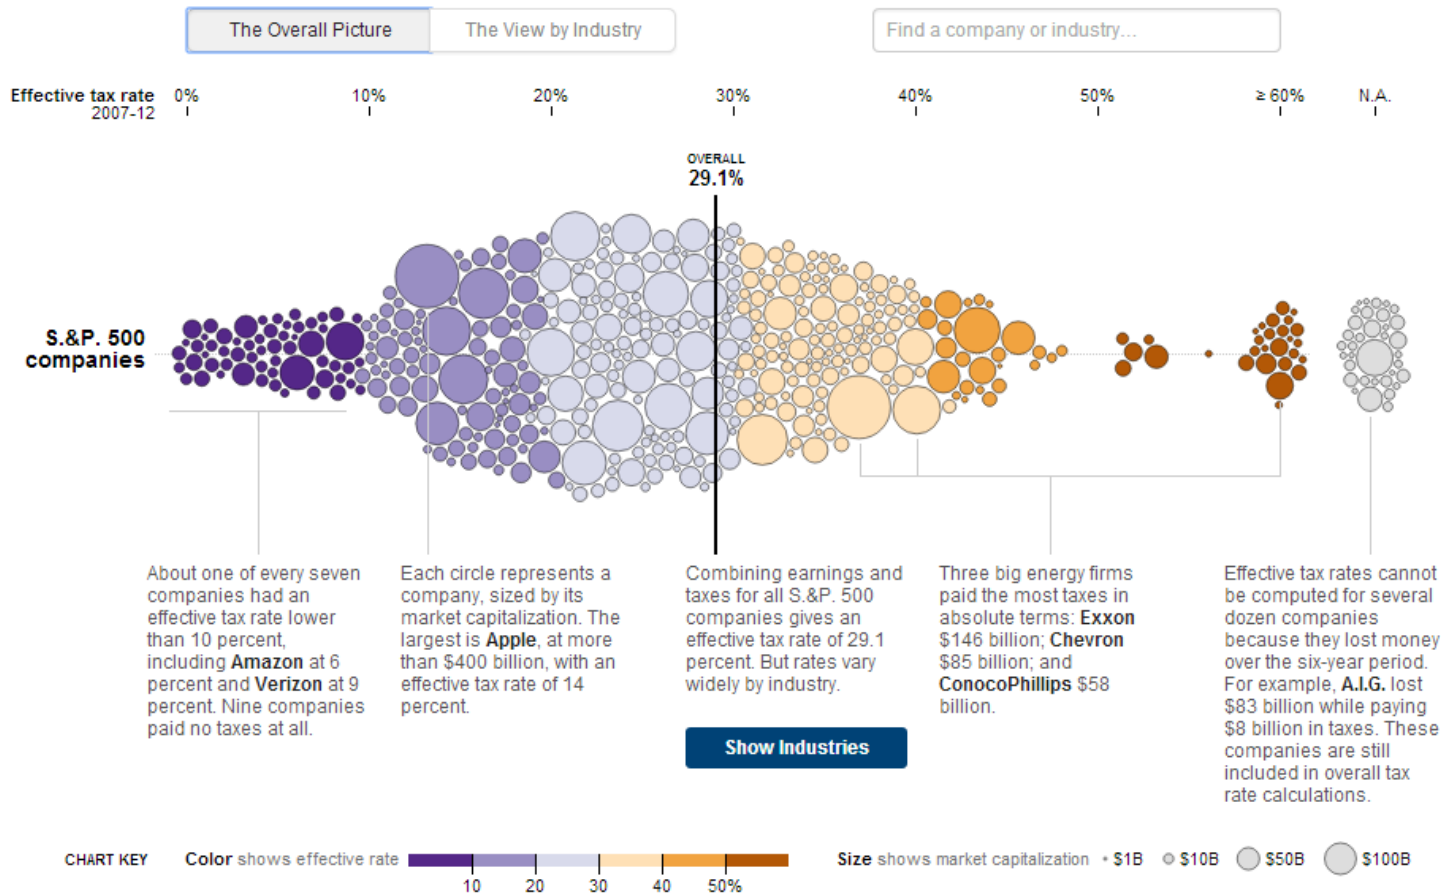 The Overall Picture
The View by Industry
Find a company or industry...
Effective tax rate
2007-12
0%
10%
20%
30%
40%
50%
≥ 60%
N.A.
OVERALL
29.1%
S.&P. 500
companies
About one of every seven
companies had an
effective tax rate lower
than 10 percent,
including Amazon at 6
percent and Verizon at 9
percent. Nine companies
paid no taxes at all.
Each circle represents a
company, sized by its
market capitalization. The
largest is Apple, at more
than $400 billion, with an
effective tax rate of 14
percent.
Combining earnings and
taxes for all S.&P. 500
companies gives an
effective tax rate of 29.1
percent. But rates vary
widely by industry.
Show Industries
Three big energy firms
paid the most taxes in
absolute terms: Exxon
$146 billion; Chevron
$85 billion; and
ConocoPhillips $58
billion.
Effective tax rates cannot
be computed for several
dozen companies
because they lost money
over the six-year period.
For example, A.I.G. lost
$83 billion while paying
$8 billion in taxes. These
companies are still
included in overall tax
rate calculations.
CHART KEY
Color shows effective rate
10
20
30
40
50%
Size shows market capitalization
$1B
$10B
$50B
$100B